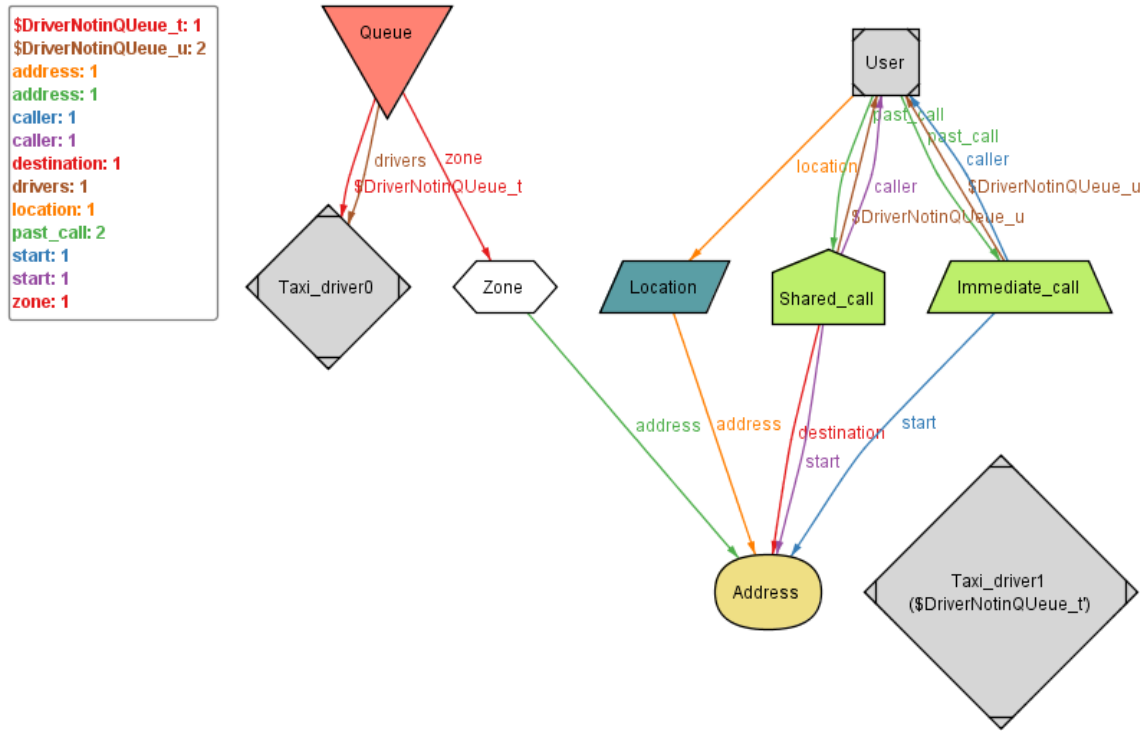 $DriverNotinQUeue_t: 1
$DriverNotinQUeue_u: 2
address: 1
address: 1
caller: 1
caller: 1
destination: 1
drivers: 1
location: 1
past_call: 2
start: 1
start: 1
zone: 1
Queue
User
past_call
past_call
drivers
zone
location
caller
$DriverNotinQUeue_t
caller
$DriverNotinQUeue_u
$DriverNotinQUeue_u
Taxi_driver0
Zone
Location
Shared_call
Immediate_call
address
address
destination
start
start
Address
Taxi_driver1
($DriverNotinQUeue_t')